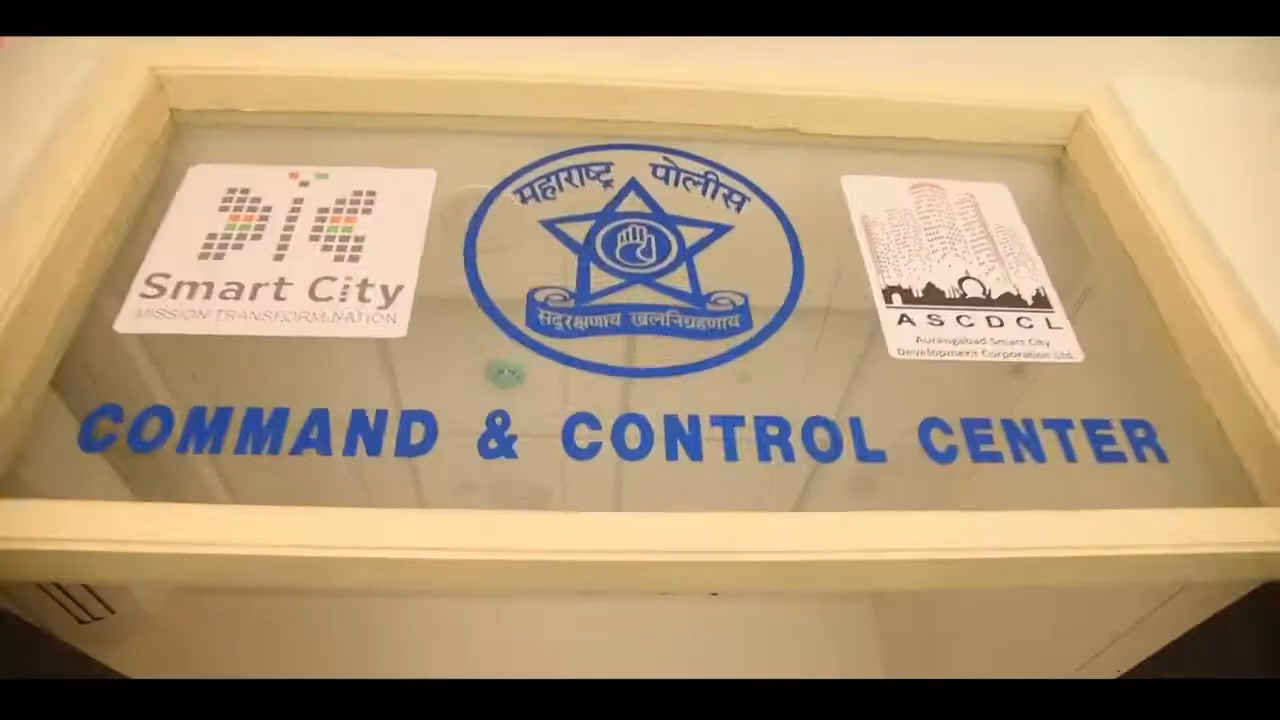 Smart City
MISSION TRANSFORM-NATION
महाराष्ट्र पोलीस
सद्रक्षणाय खलनिग्रहणाय
ASCDCL
Aurangabad Smart City
Development Corporation Ltd.
COMMAND & CONTROL CENTER